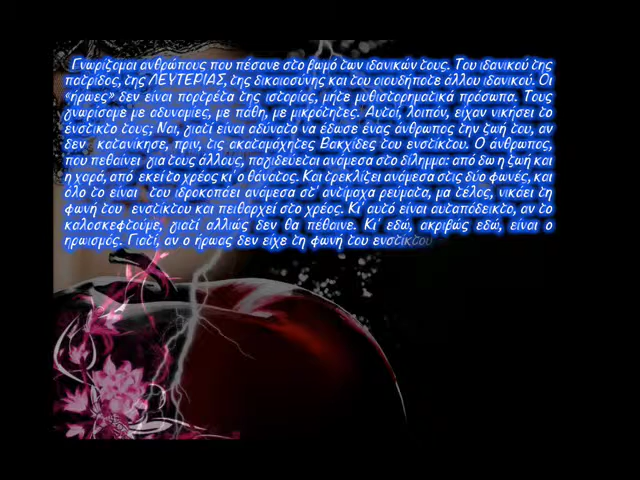 Γνωρίζομαι ανθρώπους που πέσανε στο βωμό των ιδανικών τους. Του ιδανικού της
πατρίδος, της ΛΕΥΤΕΡΙΑΣ, της δικαιοσύνης και του οιουδήποτε άλλου ιδανικού. Οι
«ήρωες» δεν είναι πορτρέτα της ιστορίας, μήτε μυθιστορηματικά πρόσωπα. Τους
γνωρίσαμε με αδυναμίες, με πάθη, με μικρότητες. Αυτοί, λοιπόν, είχαν νικήσει το
ένστικτό τους; Ναι, γιατί είναι αδύνατο να έδωσε ένας άνθρωπος την ζωή του, αν
δεν κατανίκησε, πριν, τις ακαταμάχητες Βακχίδες του ενστίκτου. Ο άνθρωπος,
που πεθαίνει για τους άλλους, παγιδεύεται ανάμεσα στο δίλημμα: από δω η ζωή και
η χαρά, από εκεί το χρέος κι' ο θάνατος. Και τρεκλίζει ανάμεσα στις δύο φωνές, και
όλο το είναι του ιδροκοπάει ανάμεσα στ' αντίμαχα ρεύματα, μα τέλος, νικάει τη
φωνή του ενστίκτου και πειθαρχεί στο χρέος. Κι' αυτό είναι αυταπόδεικτο, αν το
καλοσκεφτούμε, γιατί αλλιώς δεν θα πέθαινε. Κι' εδώ, ακριβώς εδώ, είναι ο
ηρωισμός. Γιατί, αν ο ήρωας δεν είχε τη φωνή του ενστίκτου